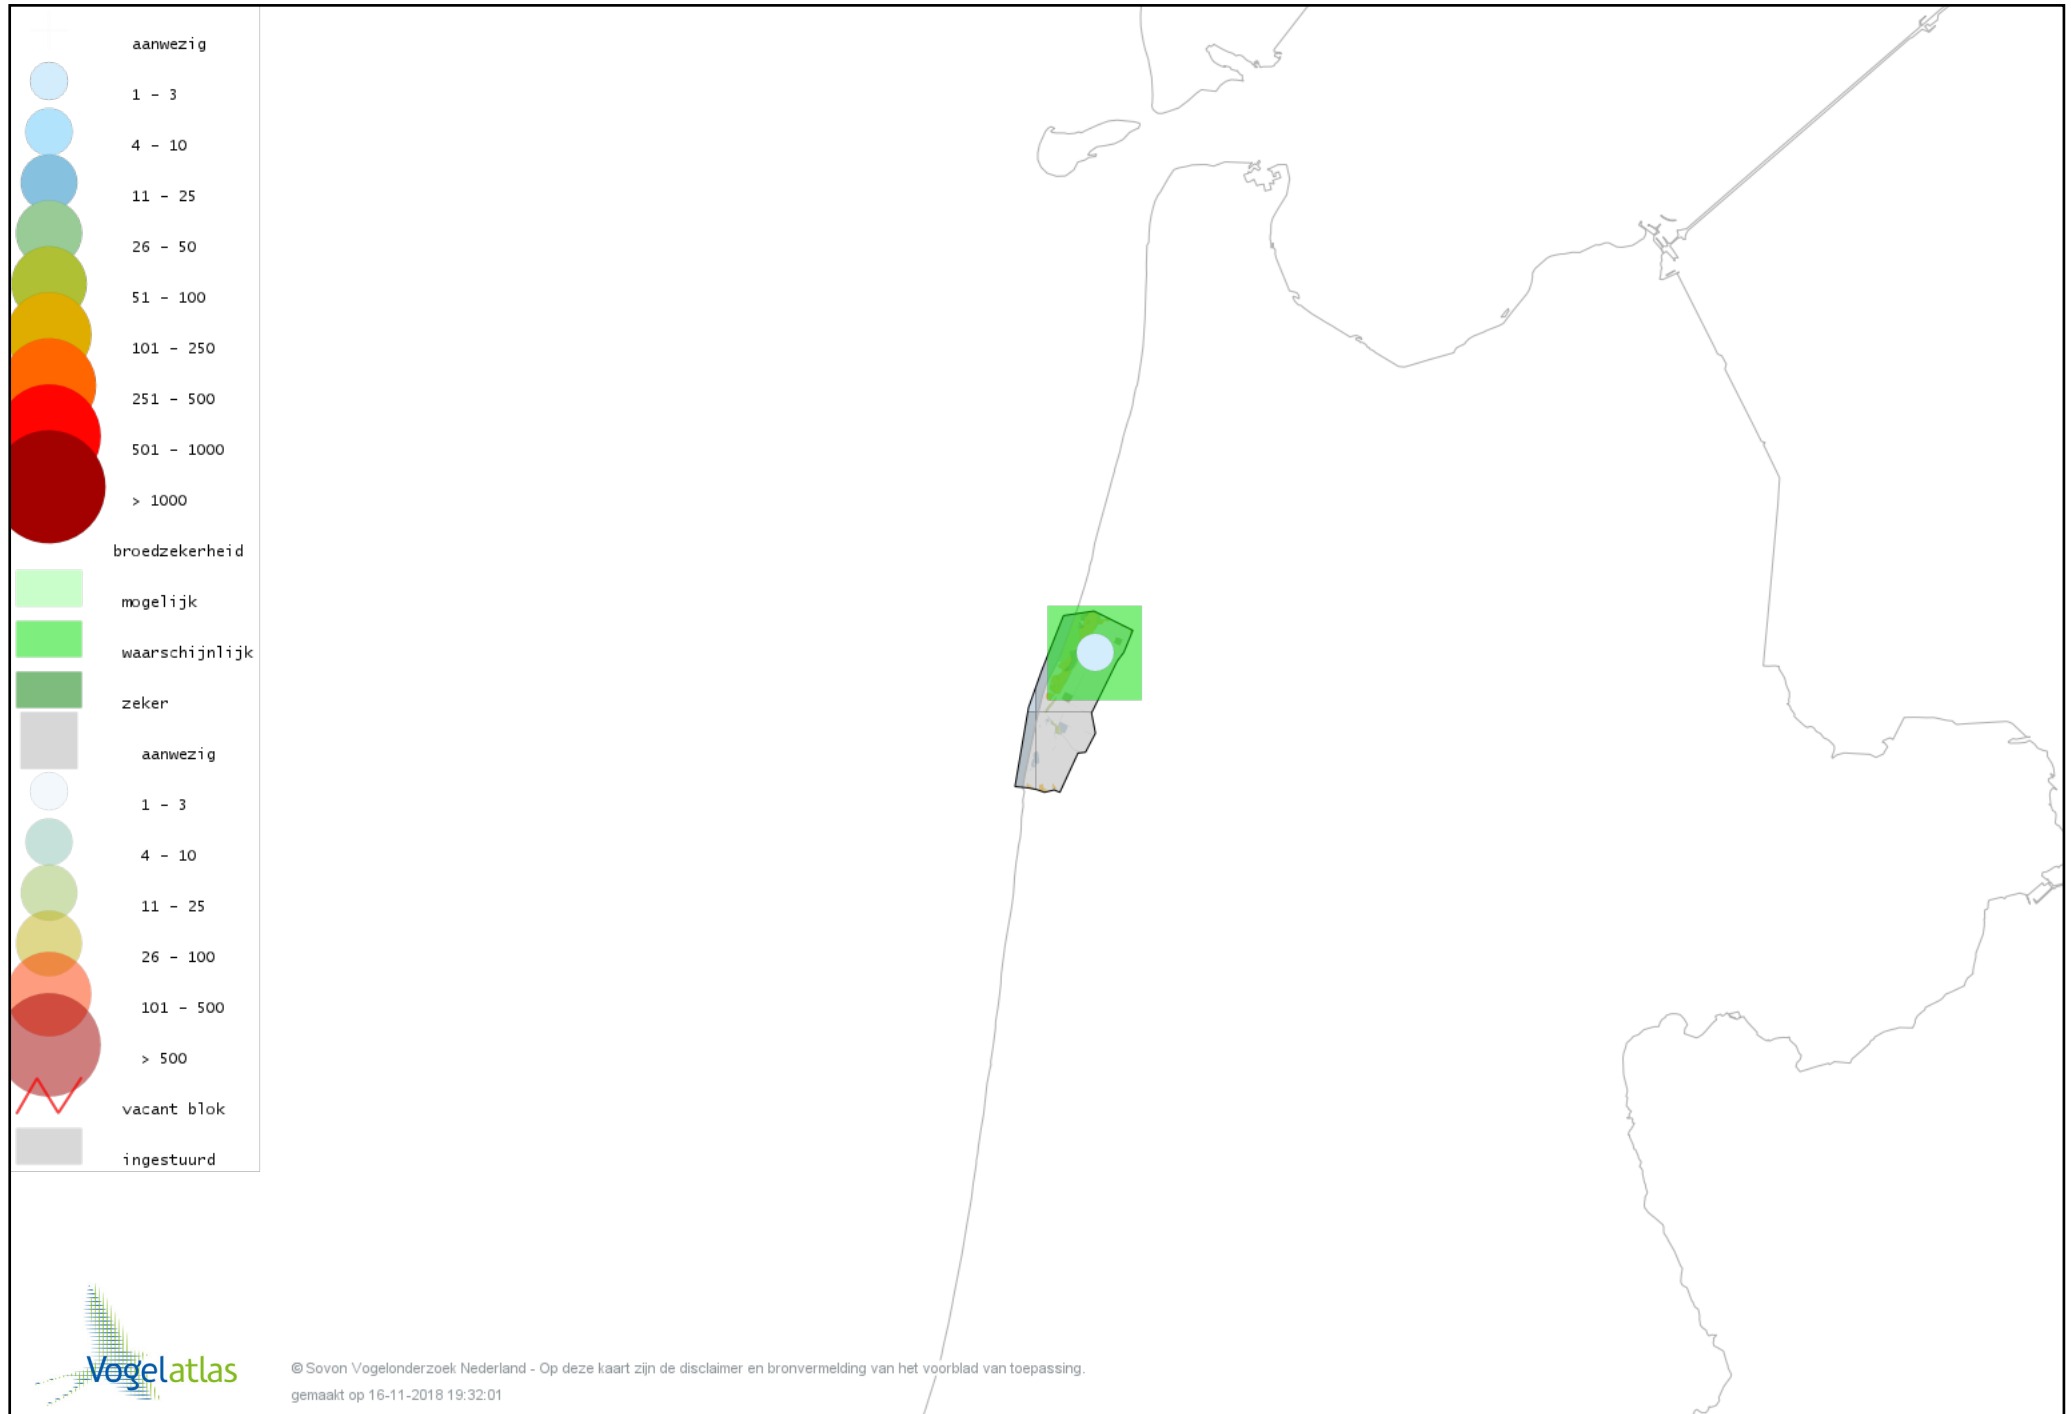 aanwezig
1 - 3
4 - 10
11 - 25
26 - 50
51 - 100
101 - 250
251 - 500
501 - 1000
> 1000
broedzekerheid
mogelijk
waarschijnlijk
zeker
aanwezig
1 - 3
4 - 10
11 - 25
26 - 100
101 - 500
> 500
vacant blok
ingestuurd
Vogelatlas
© Sovon Vogelonderzoek Nederland - Op deze kaart zijn de disclaimer en bronvermelding van het voorblad van toepassing.
gemaakt op 16-11-2018 19:32:01